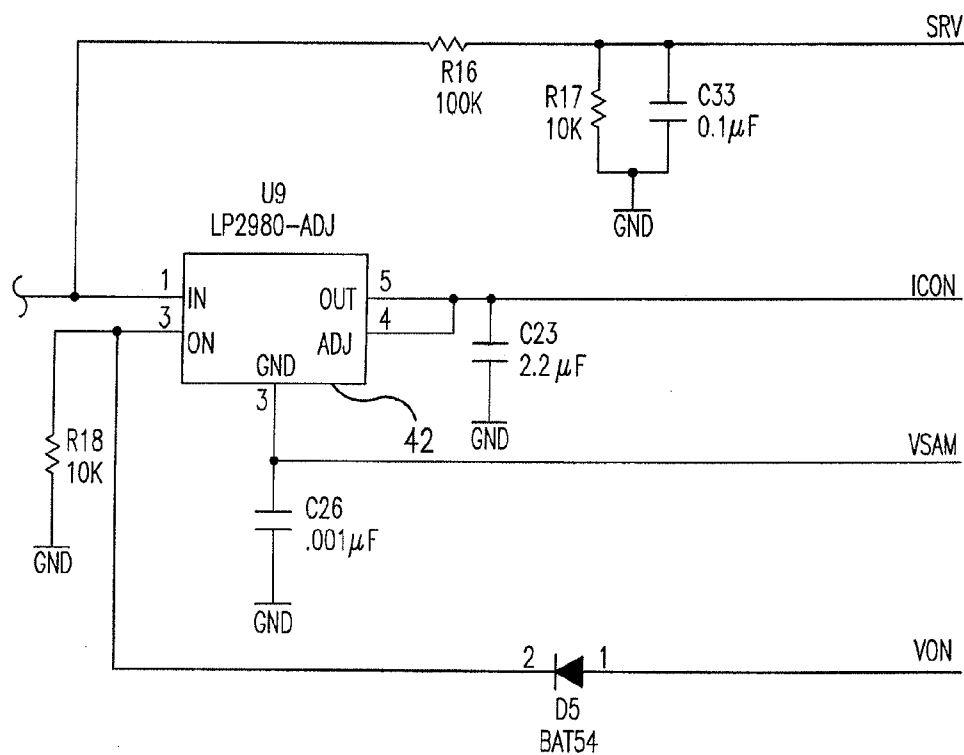 SRV
R16
100K
R17
10K
C33
0.1μF
GND
U9
LP2980-ADJ
1
IN
3
ON
OUT
5
ADJ
4
GND
3
42
ICON
C23
2.2μF
GND
R18
10K
GND
VSAM
C26
.001μF
GND
2
1
VON
D5
BAT54